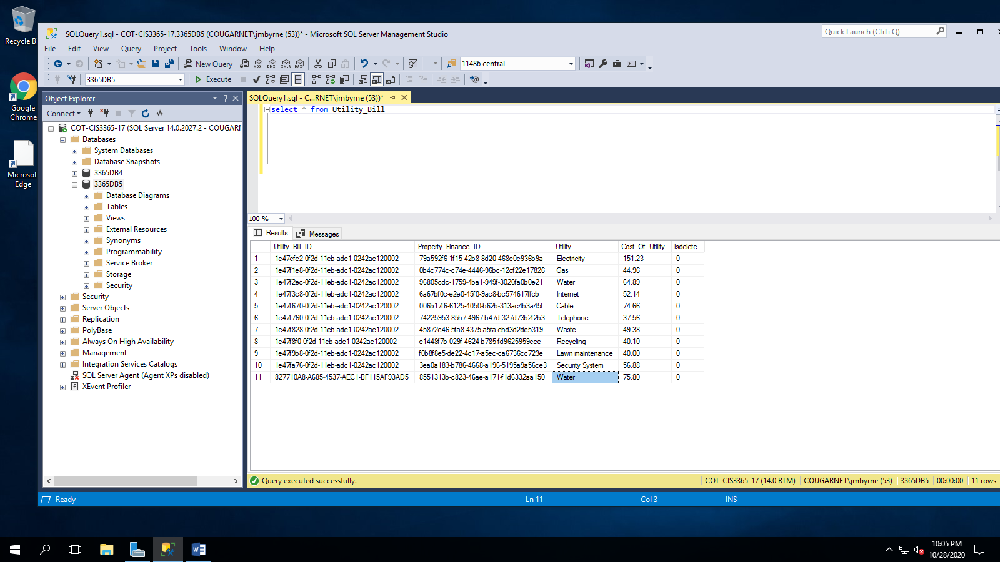 Recycle Bi
Google
Chrome
Microsof
Edge
SQLQuery1.sql - COT-CIS3365-17.3365DB5 (COUGARNET\jmbyrne (53))* - Microsoft SQL Server Management Studio
Quick Launch (Ctrl+Q)
File Edit View Query Project Tools Window Help
New Query MDX DMX XMLA DAX 11486 central
3365DB5 Execute
Object Explorer
Connect
COT-CIS3365-17 (SQL Server 14.0.2027.2 - COUGARN
Databases
System Databases
Database Snapshots
3365DB4
3365DB5
Database Diagrams
Tables
Views
External Resources
Synonyms
Programmability
Service Broker
Storage
Security
Security
Server Objects
Replication
PolyBase
Always On High Availability
Management
Integration Services Catalogs
SQL Server Agent (Agent XPs disabled)
XEvent Profiler
SQLQuery1.sql - C...RNET\jmbyrne (53))*
select * from Utility_Bill
100 %
Results Messages
Utility_Bill_ID Property_Finance_ID Utility Cost_Of_Utility isdelete
1 1e47efc2-0f2d-11eb-adc1-0242ac120002 79a592f6-1f15-42b8-8d20-468c0c936b9a Electricity 151.23 0
2 1e47f1e8-0f2d-11eb-adc1-0242ac120002 0b4c774c-c74e-4446-96bc-12cf22e17826 Gas 44.96 0
3 1e47f2ec-0f2d-11eb-adc1-0242ac120002 96805cdc-1759-4ba1-949f-3026fa0b0e21 Water 64.89 0
4 1e47f3c8-0f2d-11eb-adc1-0242ac120002 6a67bf0c-e2e0-45f0-9ac8-bc574617ffcb Internet 52.14 0
5 1e47f670-0f2d-11eb-adc1-0242ac120002 006b17f6-6125-4050-b62b-313ac4b3a45f Cable 74.66 0
6 1e47f760-0f2d-11eb-adc1-0242ac120002 74225953-85b7-4967-b47d-327d73b2f2b3 Telephone 37.56 0
7 1e47f828-0f2d-11eb-adc1-0242ac120002 45872e46-5fa8-4375-a5fa-cbd3d2de5319 Waste 49.38 0
8 1e47f8f0-0f2d-11eb-adc1-0242ac120002 c1448f7b-029f-4624-b785-fd9625959ece Recycling 40.10 0
9 1e47f9b8-0f2d-11eb-adc1-0242ac120002 f0b8f8e5-de22-4c17-a5ec-ca6736cc723e Lawn maintenance 40.00 0
10 1e47fa76-0f2d-11eb-adc1-0242ac120002 3ea0a183-b786-4668-a196-5195a9a56ce3 Security System 56.88 0
11 827710A8-A685-4537-AEC1-BF115AF93AD5 8551313b-c823-46ae-a171-f1d6332aa150 Water 75.80 0
Query executed successfully. COT-CIS3365-17 (14.0 RTM) COUGARNET\jmbyrne (53) 3365DB5 00:00:00 11 rows
Ready Ln 11 Col 3 INS
10:05 PM
10/28/2020